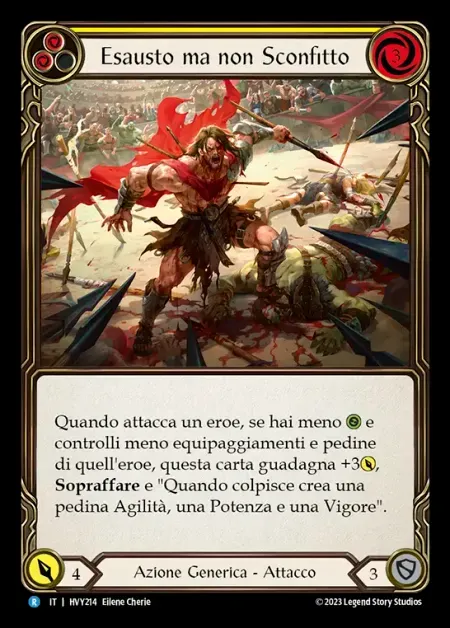 Esausto ma non Sconfitto
3
Quando attacca un eroe, se hai meno e
controlli meno equipaggiamenti e pedine
di quell'eroe, questa carta guadagna +3,
Sopraffare e "Quando colpisce crea una
pedina Agilità, una Potenza e una Vigore".
4
Azione Generica - Attacco
3
R IT | HVY214 Eilene Cherie
© 2023 Legend Story Studios